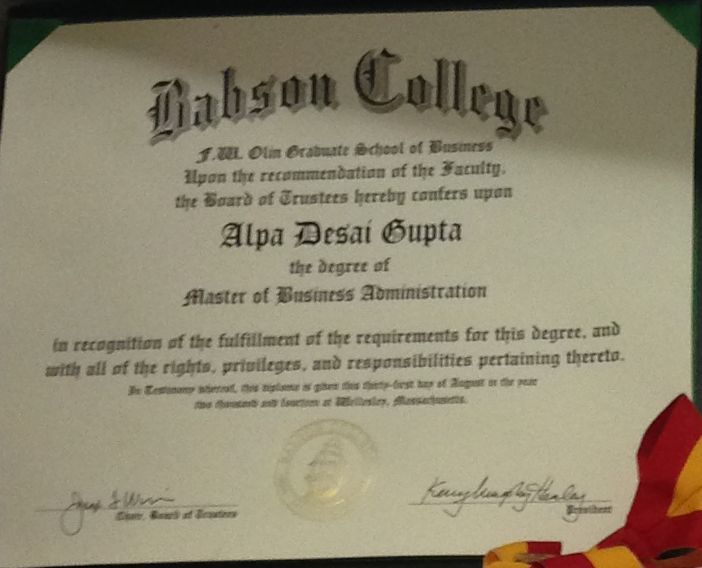 Babson College
F.W. Olin Graduate School of Business
Upon the recommendation of the Faculty,
the Board of Trustees hereby confers upon
Alpa Desai Gupta
the degree of
Master of Business Administration
in recognition of the fulfillment of the requirements for this degree, and
with all of the rights, privileges, and responsibilities pertaining thereto.
In Testimony whereof, this diploma is given this thirty-first day of August in the year
two thousand and fourteen at Wellesley, Massachusetts.
Chair, Board of Trustees
President